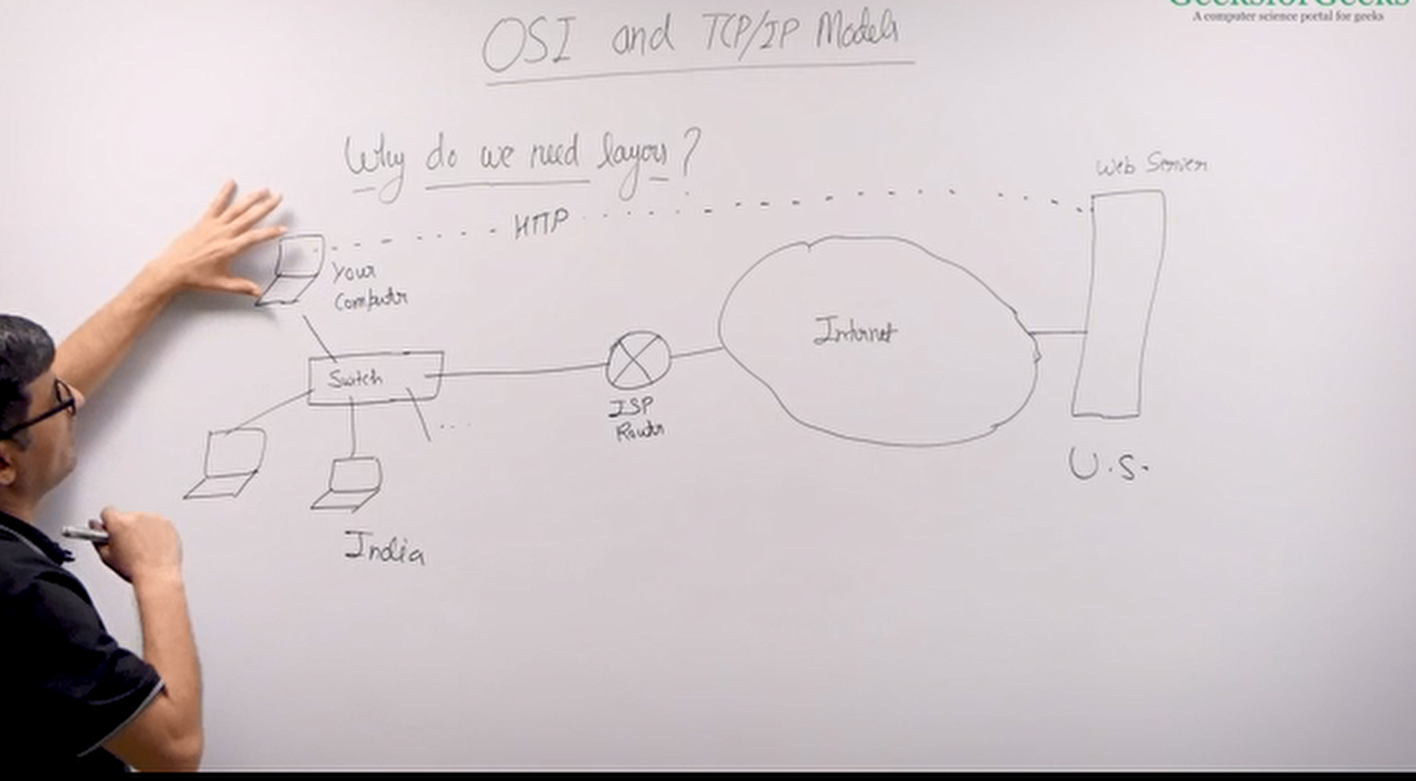 GeeksforGeeks
A computer science portal for geeks
OSI and TCP/IP Models
Why do we need layers?
Web Server
HTTP
Your
Computer
Internet
Switch
ISP
Router
U.S.
India